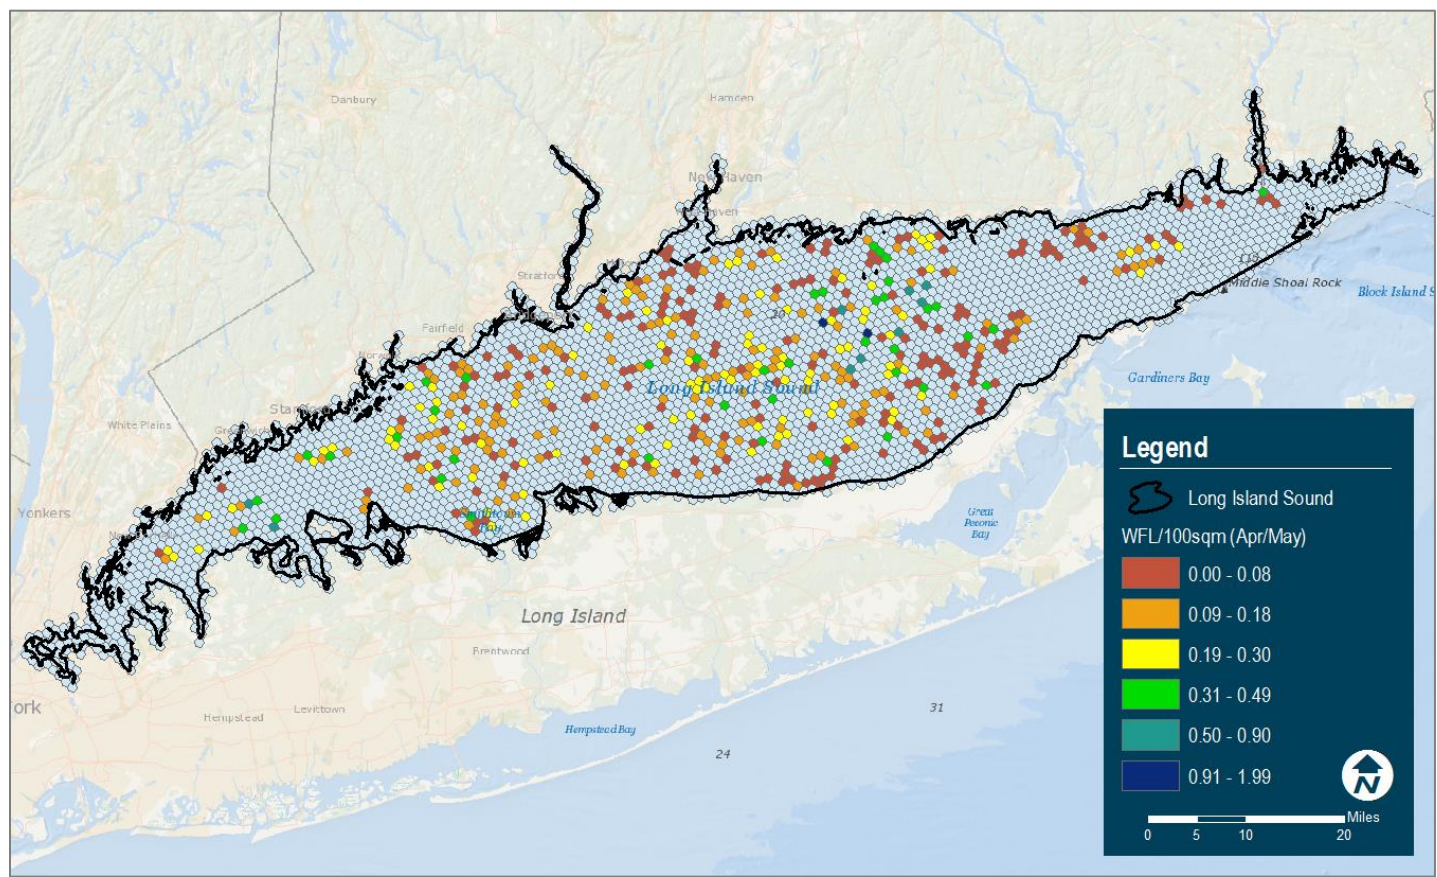 Danbury
Hamden
New Haven
Stratford
Fairfield
Middle Shoal Rock
Block Island S
20
Long Island Sound
Gardiners Bay
White Plains
Yonkers
Smithtown
Bay
Great
Peconic
Bay
Long Island
Brentwood
ork
Hempstead
Levittown
Hempstead Bay
31
24
Legend
Long Island Sound
WFL/100sqm (Apr/May)
0.00 - 0.08
0.09 - 0.18
0.19 - 0.30
0.31 - 0.49
0.50 - 0.90
0.91 - 1.99
N
Miles
0 5 10 20